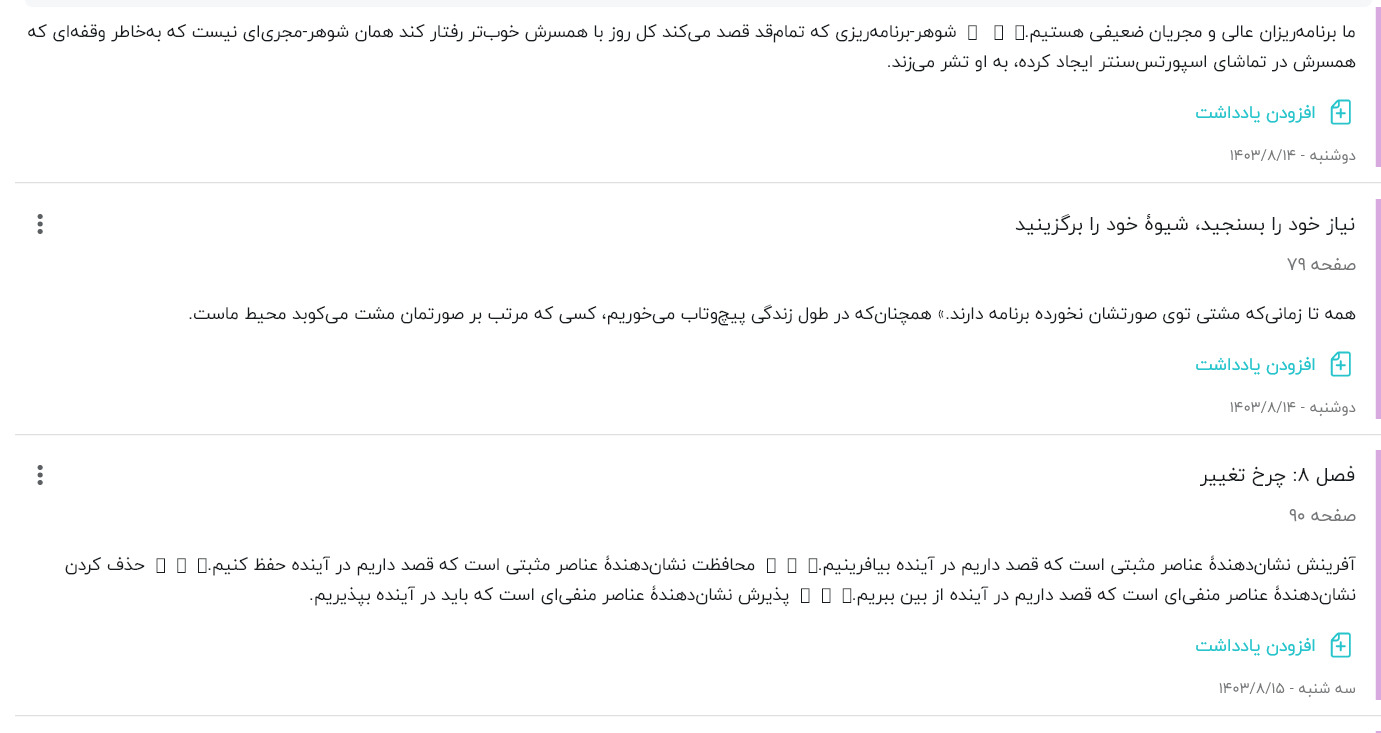 ما برنامه‌ریزان عالی و مجریان ضعیفی هستیم.▯ ▯ ▯ شوهر-برنامه‌ریزی که تمام‌قد قصد می‌کند کل روز با همسرش خوب‌تر رفتار کند همان شوهر-مجری‌ای نیست که به‌خاطر وقفه‌ای که
همسرش در تماشای اسپورتس‌سنتر ایجاد کرده، به او تشر می‌زند.
افزودن یادداشت
دوشنبه - ۱۴۰۳/۸/۱۴
نیاز خود را بسنجید، شیوهٔ خود را برگزینید
صفحه ۷۹
همه تا زمانی‌که مشتی توی صورتشان نخورده برنامه دارند.» همچنان‌که در طول زندگی پیچ‌وتاب می‌خوریم، کسی که مرتب بر صورتمان مشت می‌کوبد محیط ماست.
افزودن یادداشت
دوشنبه - ۱۴۰۳/۸/۱۴
فصل ۸: چرخ تغییر
صفحه ۹۰
آفرینش نشان‌دهندهٔ عناصر مثبتی است که قصد داریم در آینده بیافرینیم.▯ ▯ ▯ محافظت نشان‌دهندهٔ عناصر مثبتی است که قصد داریم در آینده حفظ کنیم.▯ ▯ ▯ حذف کردن
نشان‌دهندهٔ عناصر منفی‌ای است که قصد داریم در آینده از بین ببریم.▯ ▯ ▯ پذیرش نشان‌دهندهٔ عناصر منفی‌ای است که باید در آینده بپذیریم.
افزودن یادداشت
سه شنبه - ۱۴۰۳/۸/۱۵